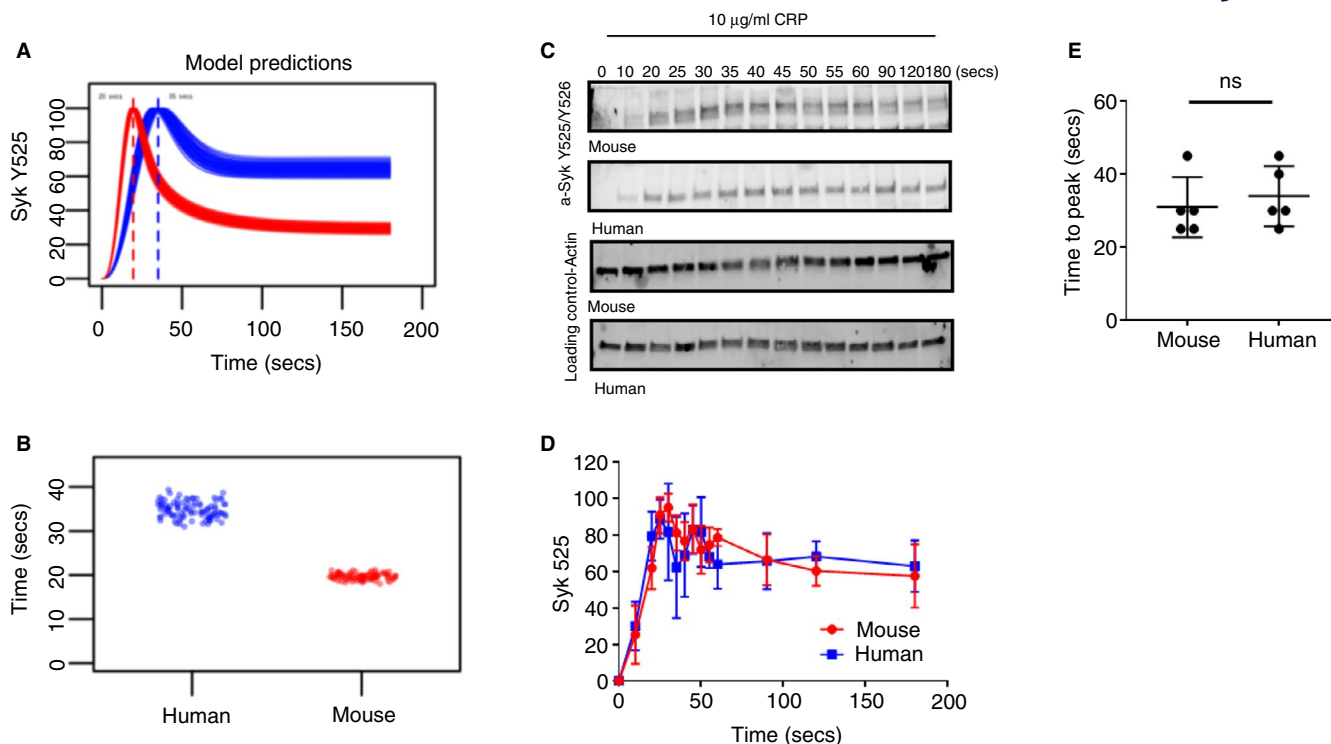 A
Model predictions
20 secs
35 secs
Syk Y525
0 20 40 60 80 100
0 50 100 150 200
Time (secs)
B
Time (secs)
0 10 20 30 40
Human Mouse
C
10 μg/ml CRP
0 10 20 25 30 35 40 45 50 55 60 90 120 180 (secs)
a-Syk Y525/Y526
Mouse
Human
Loading control-Actin
Mouse
Human
D
Syk 525
120
100
80
60
40
20
0
Mouse
Human
0 50 100 150 200
Time (secs)
E
ns
Time to peak (secs)
60
40
20
0
Mouse Human